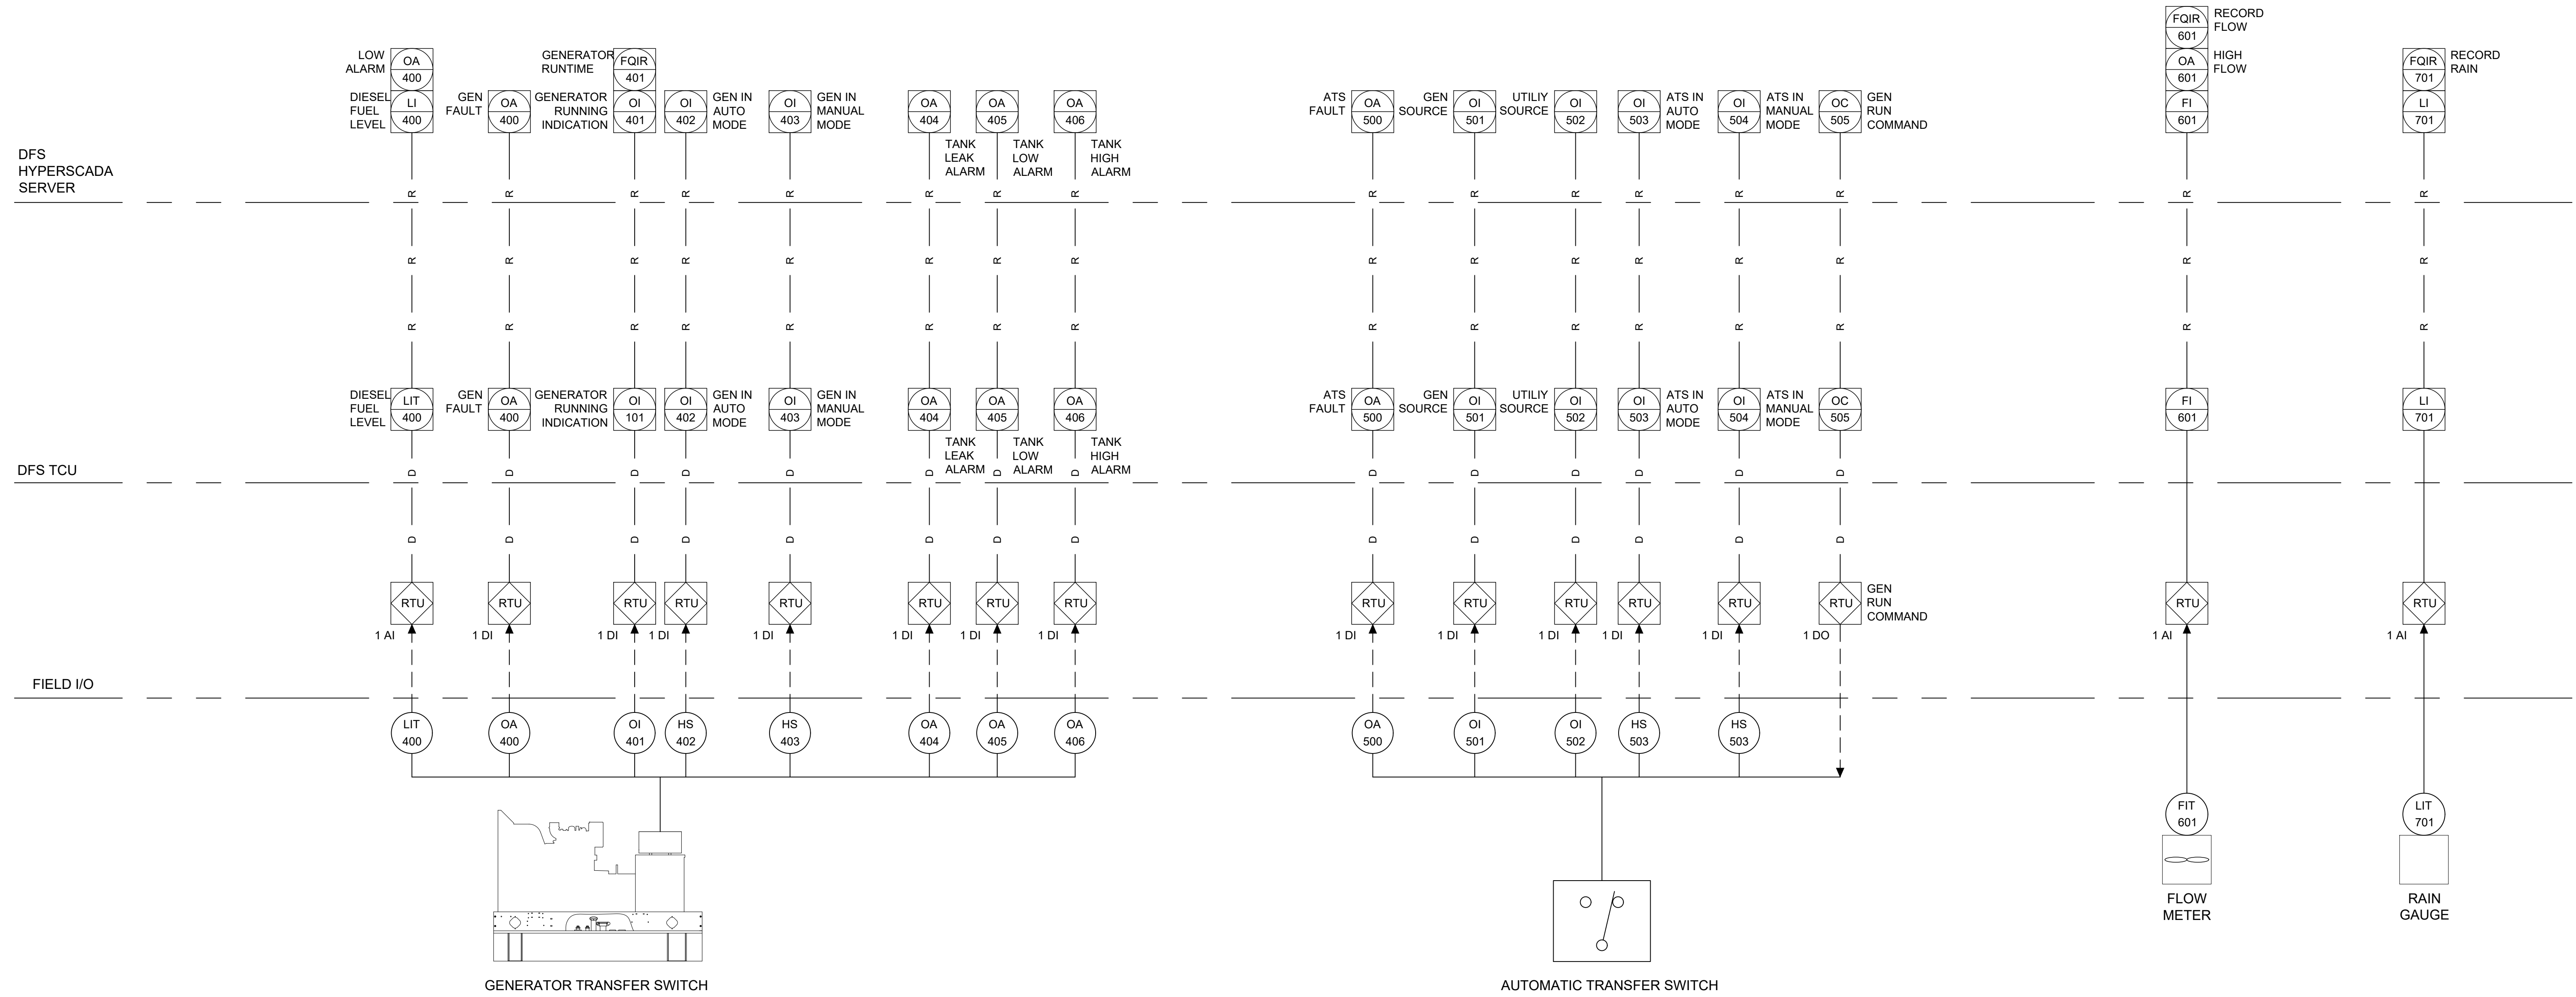 FQIR
601
RECORD
FLOW
LOW
ALARM
OA
400
GENERATOR
RUNTIME
FQIR
401
OA
601
HIGH
FLOW
FQIR
701
RECORD
RAIN
DIESEL
FUEL
LEVEL
LI
400
GEN
FAULT
OA
400
GENERATOR
RUNNING
INDICATION
OI
401
OI
402
GEN IN
AUTO
MODE
OI
403
GEN IN
MANUAL
MODE
OA
404
TANK
LEAK
ALARM
OA
405
TANK
LOW
ALARM
OA
406
TANK
HIGH
ALARM
ATS
FAULT
OA
500
GEN
SOURCE
OI
501
UTILIY
SOURCE
OI
502
OI
503
ATS IN
AUTO
MODE
OI
504
ATS IN
MANUAL
MODE
OC
505
GEN
RUN
COMMAND
FI
601
LI
701
DFS
HYPERSCADA
SERVER
R R R R R R R R R R R R R R R R
R R R R R R R R R R R R R R R R
R R R R R R R R R R R R R R R R
DIESEL
FUEL
LEVEL
LIT
400
GEN
FAULT
OA
400
GENERATOR
RUNNING
INDICATION
OI
101
OI
402
GEN IN
AUTO
MODE
OI
403
GEN IN
MANUAL
MODE
OA
404
TANK
LEAK
ALARM
OA
405
TANK
LOW
ALARM
OA
406
TANK
HIGH
ALARM
ATS
FAULT
OA
500
GEN
SOURCE
OI
501
UTILIY
SOURCE
OI
502
OI
503
ATS IN
AUTO
MODE
OI
504
ATS IN
MANUAL
MODE
OC
505
FI
601
LI
701
DFS TCU
D D D D D D D D D D D D D D
D D D D D D D D D D D D D D
RTU
1 AI
RTU
1 DI
RTU
1 DI
RTU
1 DI
RTU
1 DI
RTU
1 DI
RTU
1 DI
RTU
1 DI
RTU
1 DI
RTU
1 DI
RTU
1 DI
RTU
1 DI
RTU
1 DI
RTU
1 DO
GEN
RUN
COMMAND
RTU
1 AI
RTU
1 AI
FIELD I/O
LIT
400
OA
400
OI
401
HS
402
HS
403
OA
404
OA
405
OA
406
OA
500
OI
501
OI
502
HS
503
HS
503
FIT
601
LIT
701
FLOW
METER
RAIN
GAUGE
GENERATOR TRANSFER SWITCH
AUTOMATIC TRANSFER SWITCH